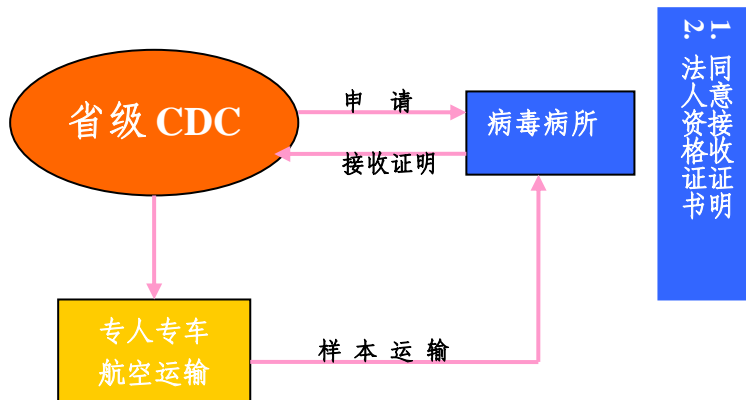 省级 CDC
申 请
病毒病所
接收证明
1. 同意接收证明
2. 法人资格证书
专人专车
航空运输
样 本 运 输